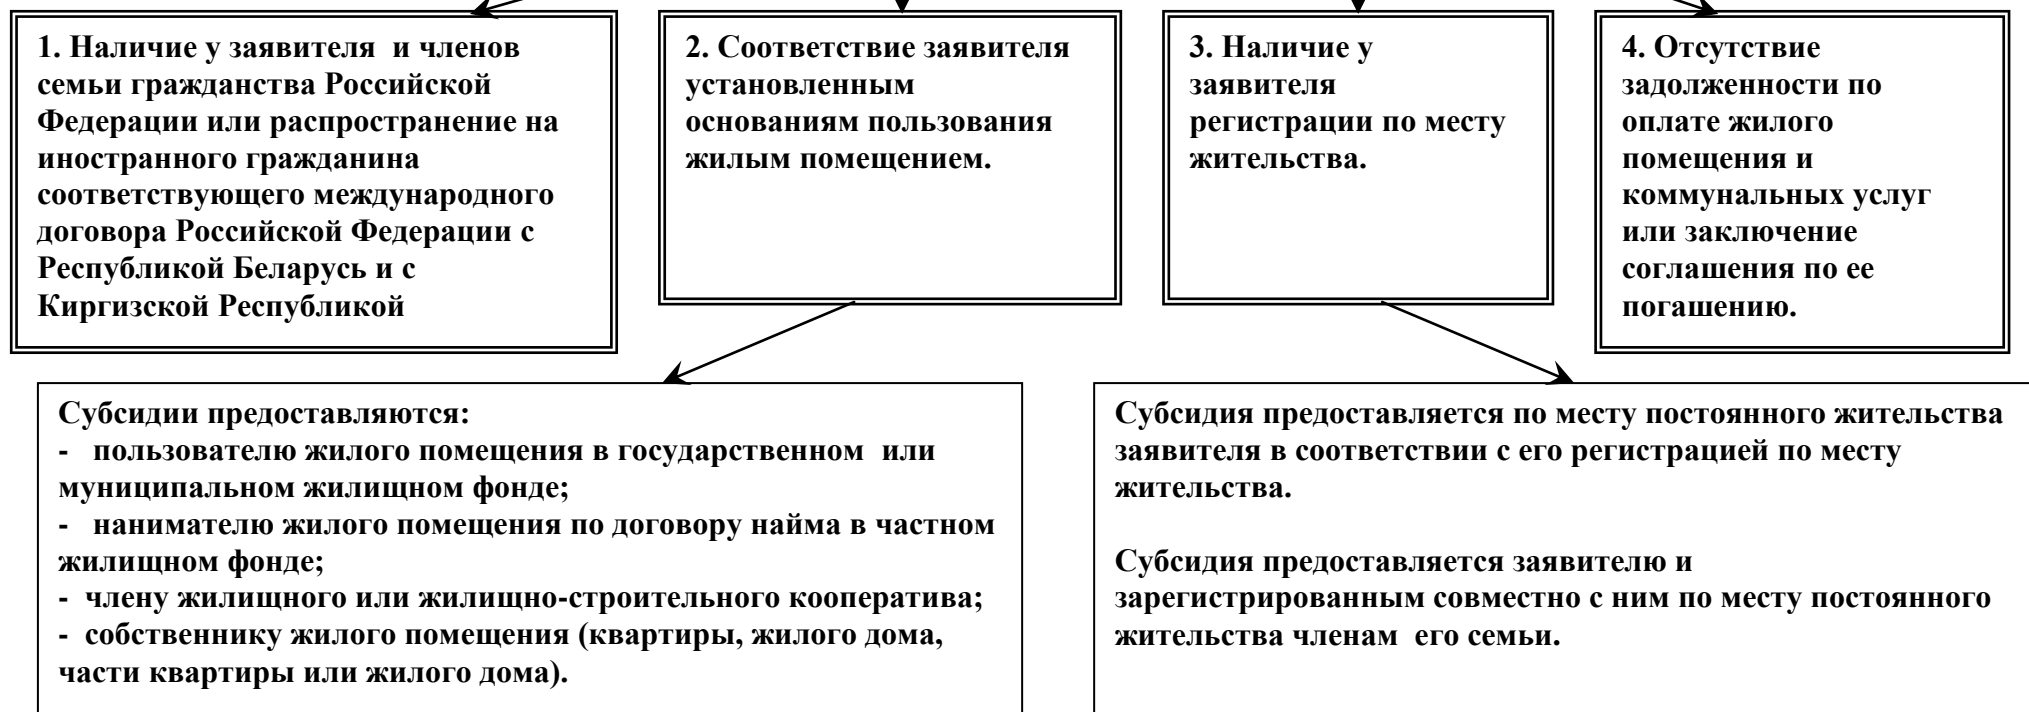 1. Наличие у заявителя и членов
семьи гражданства Российской
Федерации или распространение на
иностранного гражданина
соответствующего международного
договора Российской Федерации с
Республикой Беларусь и с
Киргизской Республикой
2. Соответствие заявителя
установленным
основаниям пользования
жилым помещением.
3. Наличие у
заявителя
регистрации по месту
жительства.
4. Отсутствие
задолженности по
оплате жилого
помещения и
коммунальных услуг
или заключение
соглашения по ее
погашению.
Субсидии предоставляются:
- пользователю жилого помещения в государственном или
муниципальном жилищном фонде;
- нанимателю жилого помещения по договору найма в частном
жилищном фонде;
- члену жилищного или жилищно-строительного кооператива;
- собственнику жилого помещения (квартиры, жилого дома,
части квартиры или жилого дома).
Субсидия предоставляется по месту постоянного жительства
заявителя в соответствии с его регистрацией по месту
жительства.
Субсидия предоставляется заявителю и
зарегистрированным совместно с ним по месту постоянного
жительства членам его семьи.